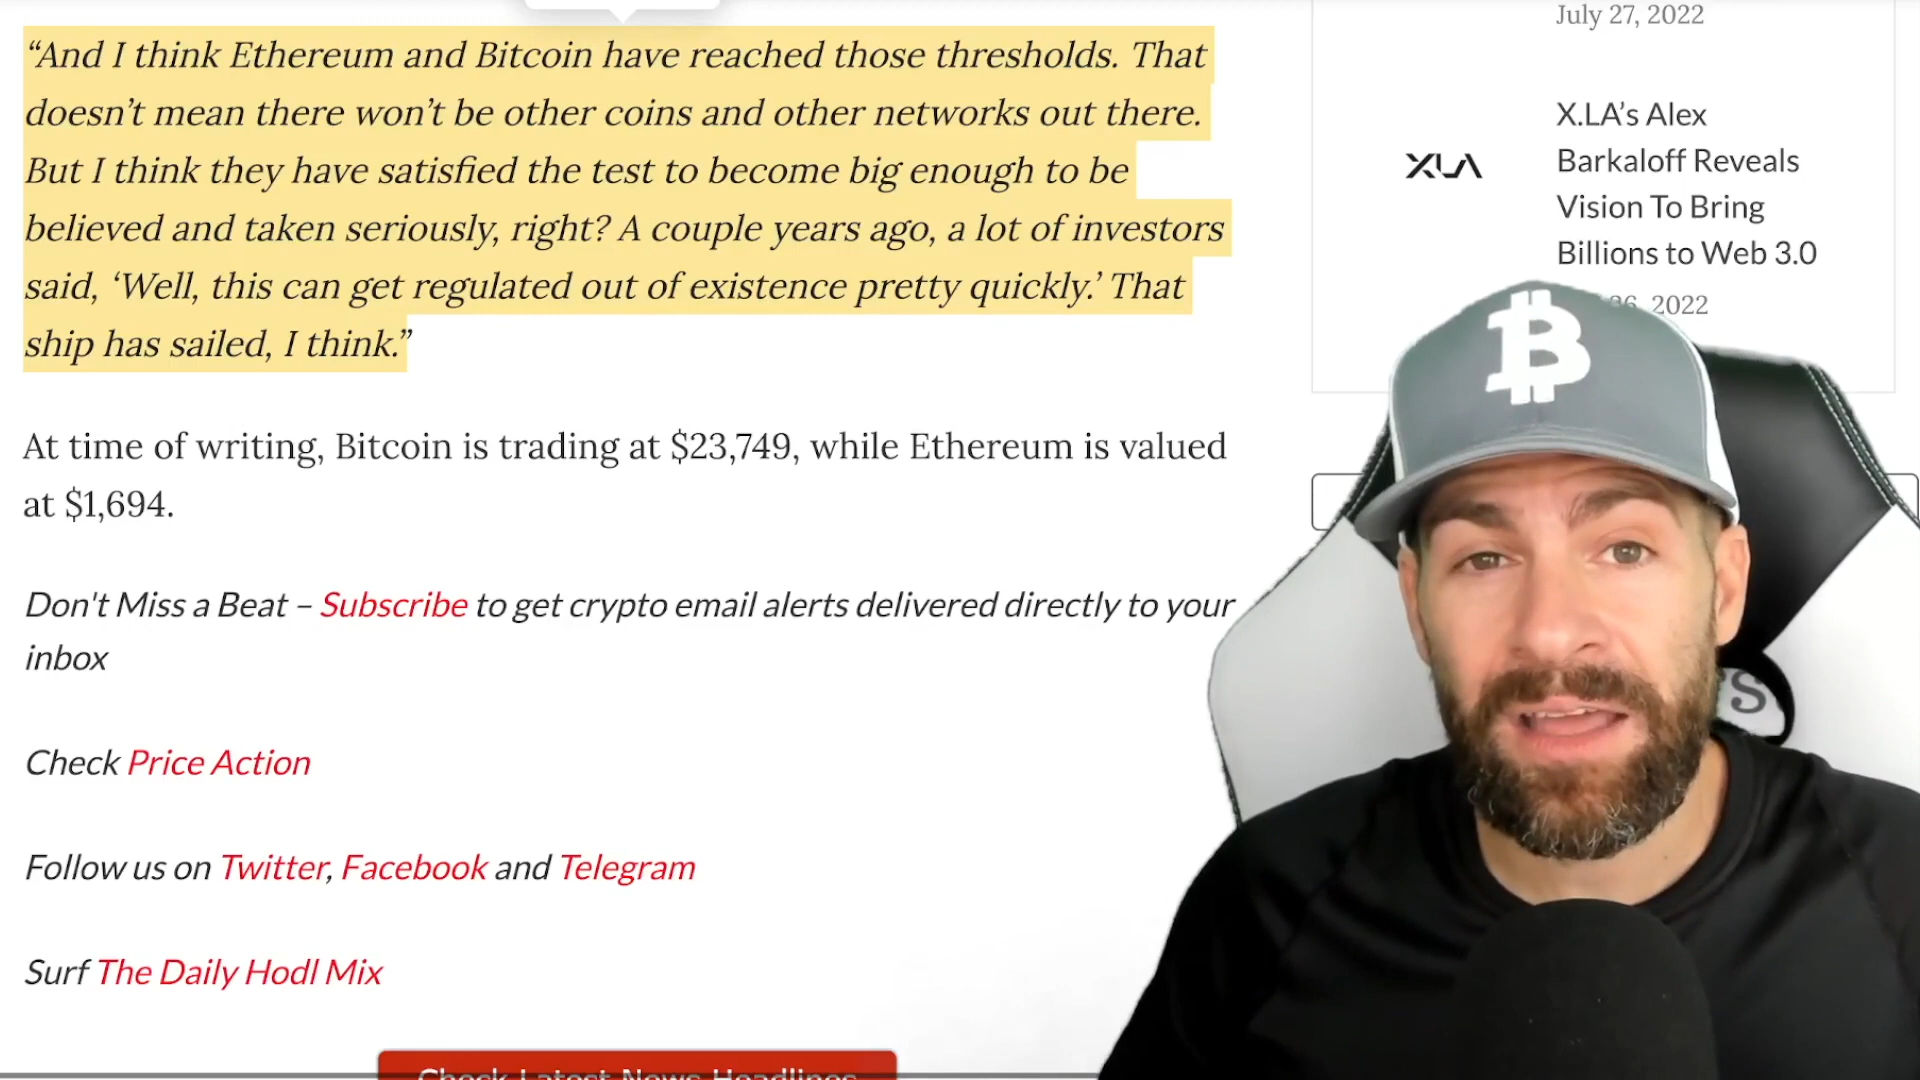 “And I think Ethereum and Bitcoin have reached those thresholds. That
doesn’t mean there won’t be other coins and other networks out there.
But I think they have satisfied the test to become big enough to be
believed and taken seriously, right? A couple years ago, a lot of investors
said, ‘Well, this can get regulated out of existence pretty quickly.’ That
ship has sailed, I think.”
At time of writing, Bitcoin is trading at $23,749, while Ethereum is valued
at $1,694.
Don't Miss a Beat – Subscribe to get crypto email alerts delivered directly to your
inbox
Check Price Action
Follow us on Twitter, Facebook and Telegram
Surf The Daily Hodl Mix
Check Latest News Headlines
July 27, 2022
XLA
X.LA’s Alex
Barkaloff Reveals
Vision To Bring
Billions to Web 3.0
26, 2022